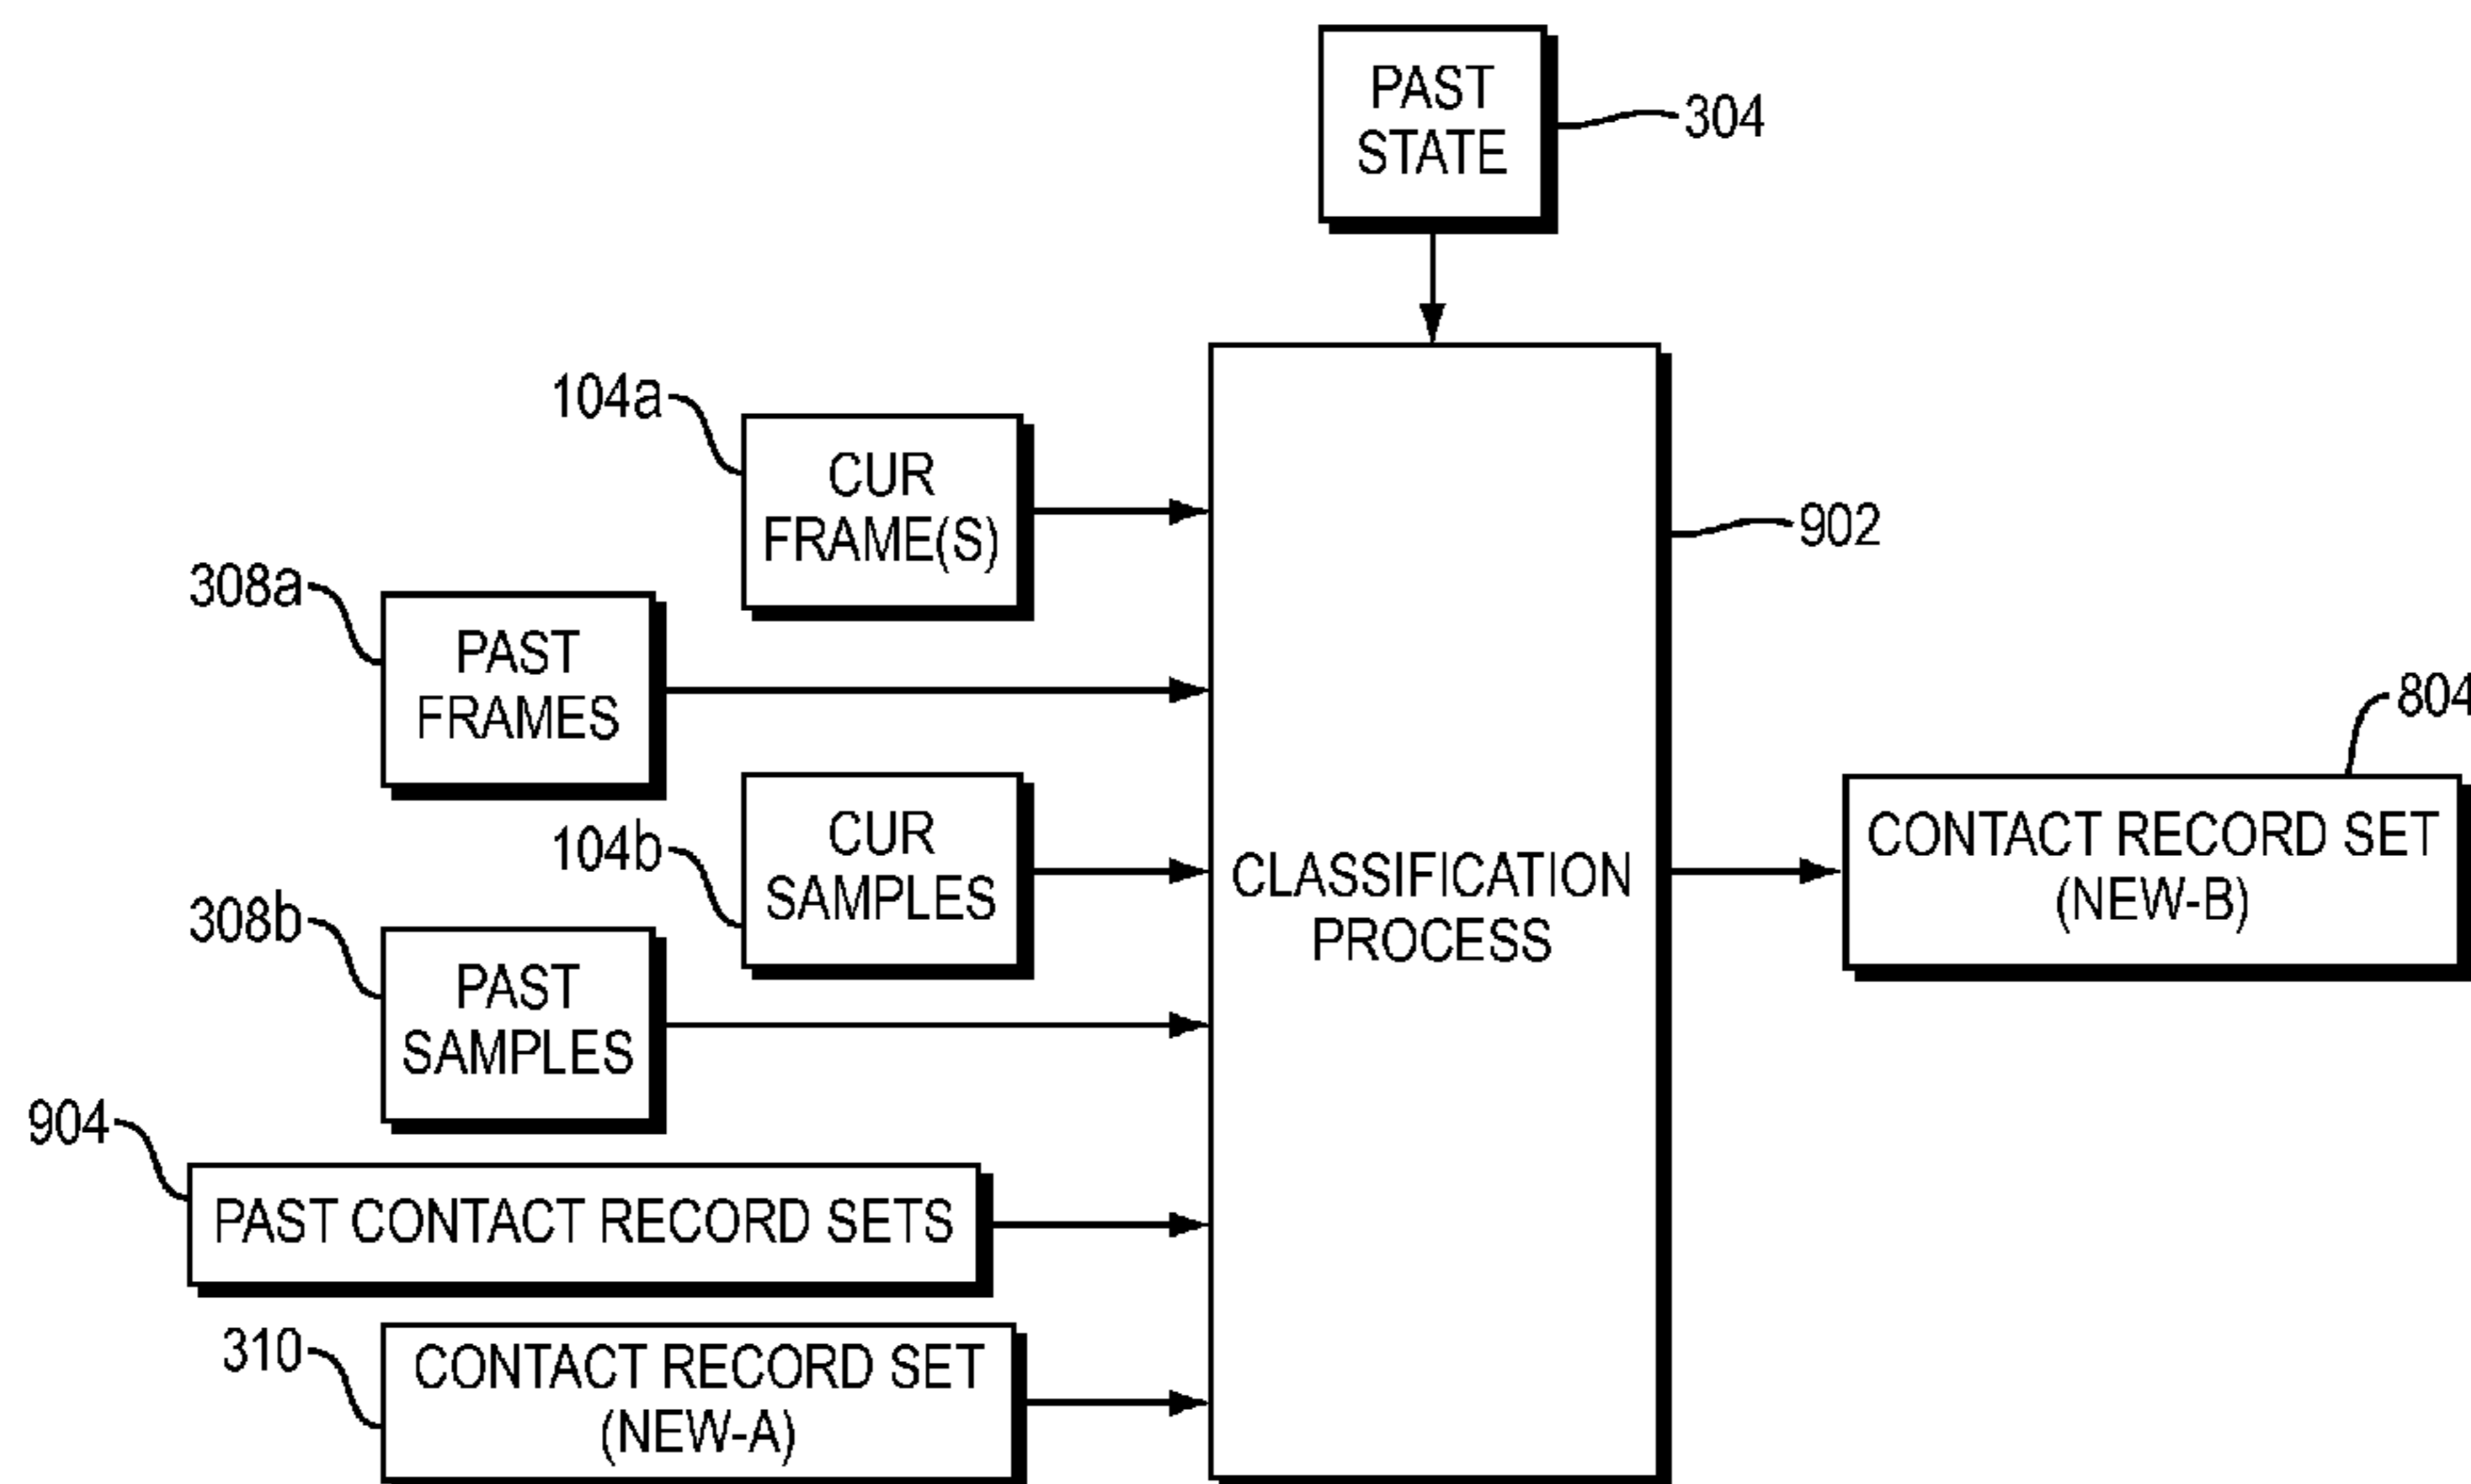 PAST
STATE
304
104a
CUR
FRAME(S)
902
308a
PAST
FRAMES
804
104b
CUR
SAMPLES
CLASSIFICATION
PROCESS
CONTACT RECORD SET
(NEW-B)
308b
PAST
SAMPLES
904
PAST CONTACT RECORD SETS
310
CONTACT RECORD SET
(NEW-A)